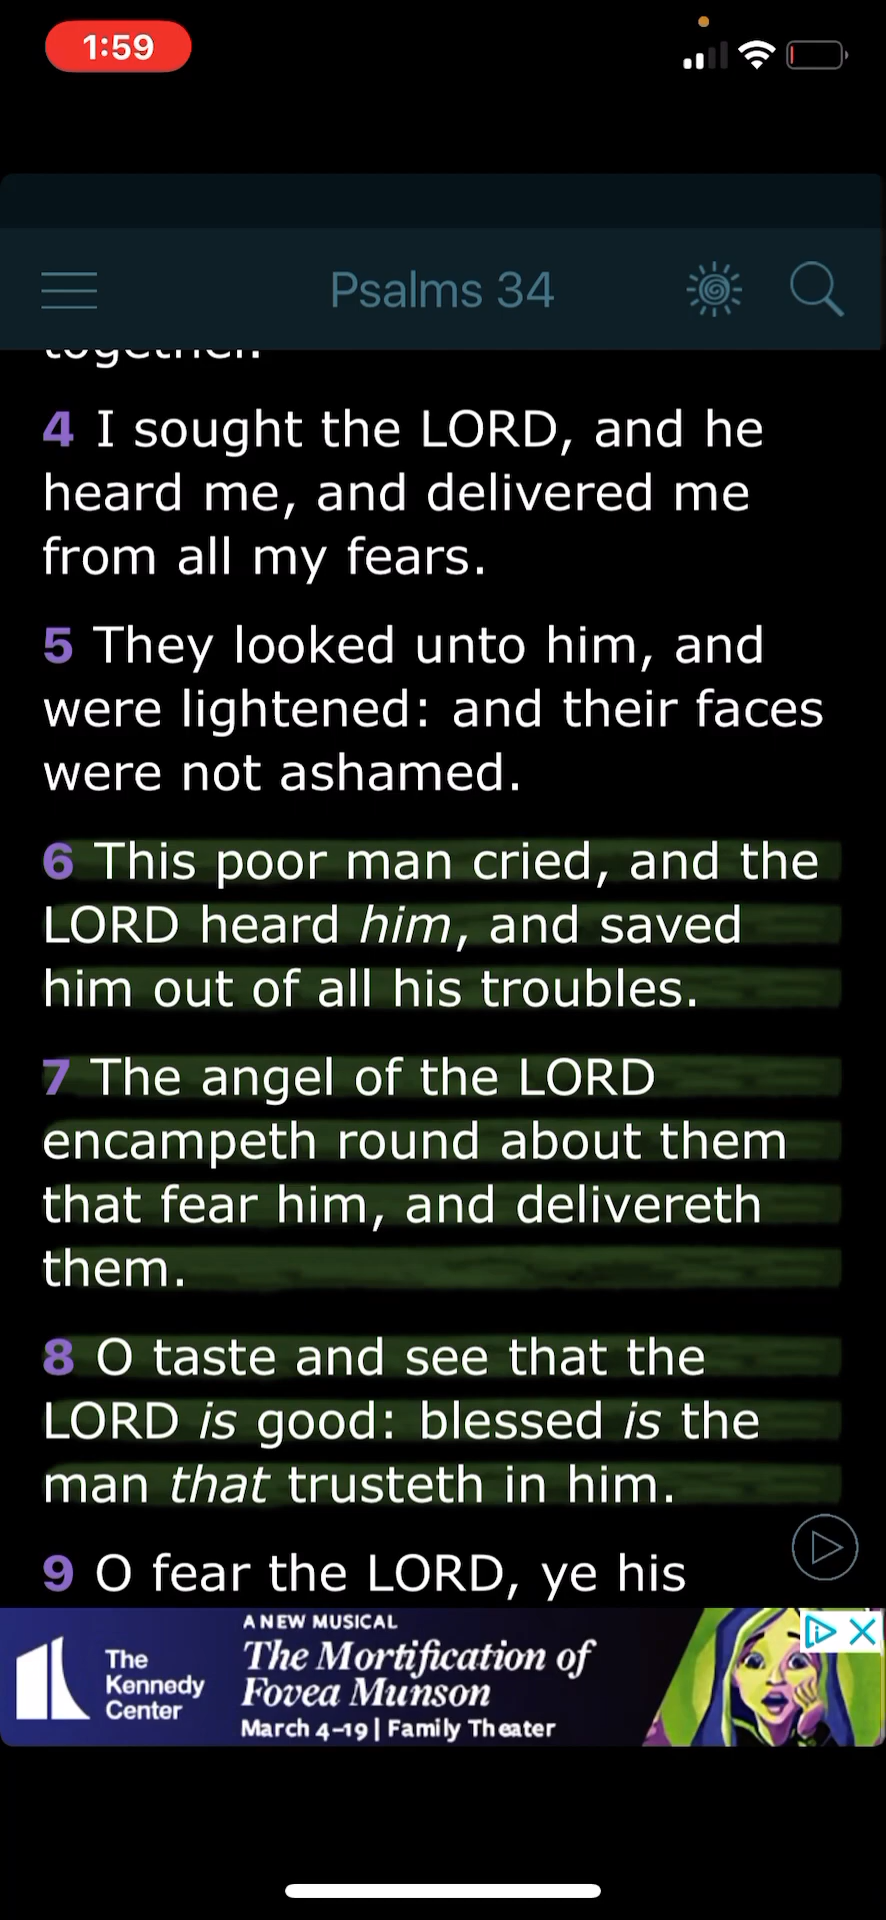 1:59
Psalms 34
together.
4 I sought the LORD, and he
heard me, and delivered me
from all my fears.
5 They looked unto him, and
were lightened: and their faces
were not ashamed.
6 This poor man cried, and the
LORD heard him, and saved
him out of all his troubles.
7 The angel of the LORD
encampeth round about them
that fear him, and delivereth
them.
8 O taste and see that the
LORD is good: blessed is the
man that trusteth in him.
9 O fear the LORD, ye his
The
Kennedy
Center
A NEW MUSICAL
The Mortification of
Fovea Munson
March 4-19 | Family Theater